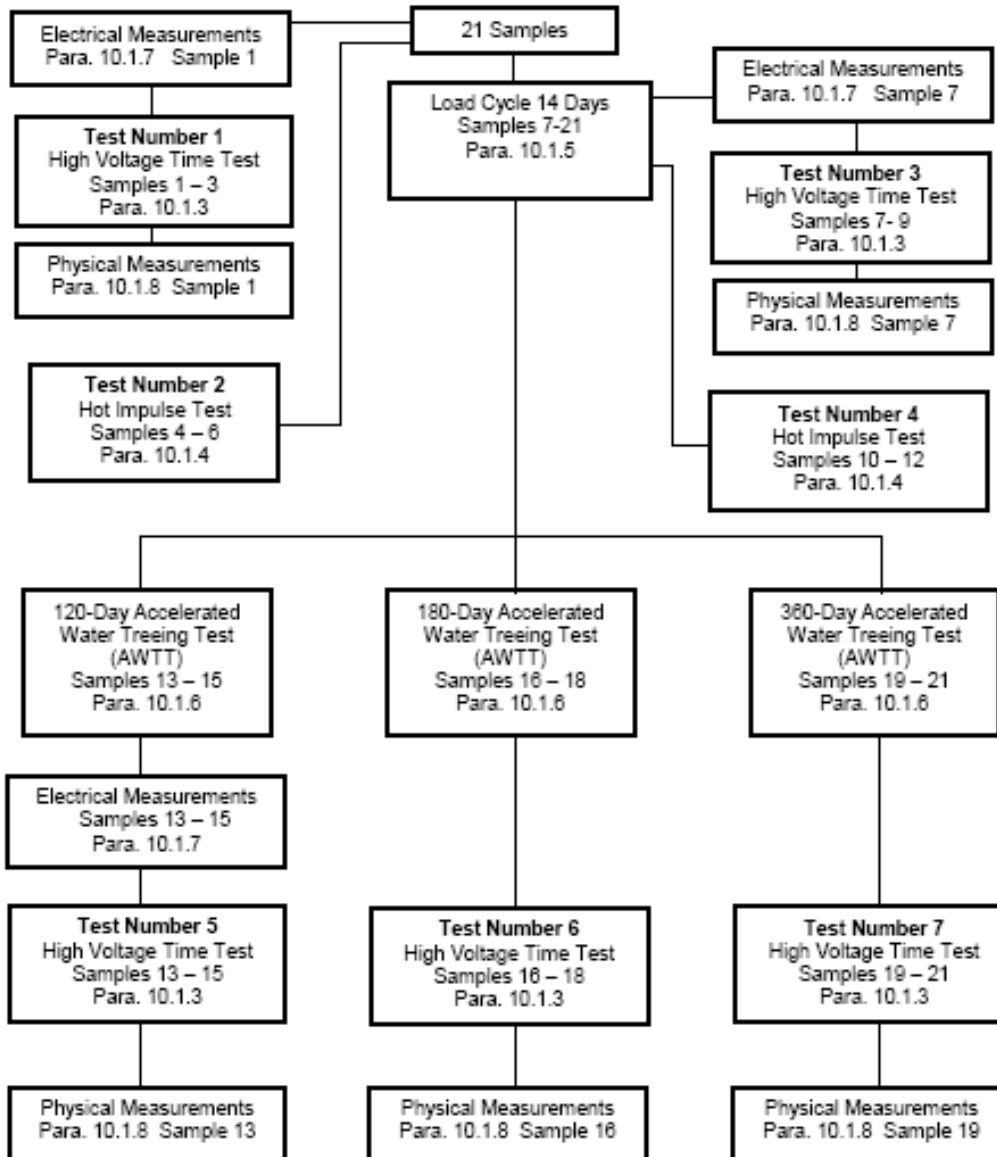 21 Samples
Electrical Measurements
Para. 10.1.7 Sample 1
Test Number 1
High Voltage Time Test
Samples 1 – 3
Para. 10.1.3
Physical Measurements
Para. 10.1.8 Sample 1
Test Number 2
Hot Impulse Test
Samples 4 – 6
Para. 10.1.4
Load Cycle 14 Days
Samples 7-21
Para. 10.1.5
Electrical Measurements
Para. 10.1.7 Sample 7
Test Number 3
High Voltage Time Test
Samples 7- 9
Para. 10.1.3
Physical Measurements
Para. 10.1.8 Sample 7
Test Number 4
Hot Impulse Test
Samples 10 – 12
Para. 10.1.4
120-Day Accelerated
Water Treeing Test
(AWTT)
Samples 13 – 15
Para. 10.1.6
Electrical Measurements
Samples 13 – 15
Para. 10.1.7
Test Number 5
High Voltage Time Test
Samples 13 – 15
Para. 10.1.3
Physical Measurements
Para. 10.1.8 Sample 13
180-Day Accelerated
Water Treeing Test
(AWTT)
Samples 16 – 18
Para. 10.1.6
Test Number 6
High Voltage Time Test
Samples 16 – 18
Para. 10.1.3
Physical Measurements
Para. 10.1.8 Sample 16
360-Day Accelerated
Water Treeing Test
(AWTT)
Samples 19 – 21
Para. 10.1.6
Test Number 7
High Voltage Time Test
Samples 19 – 21
Para. 10.1.3
Physical Measurements
Para. 10.1.8 Sample 19